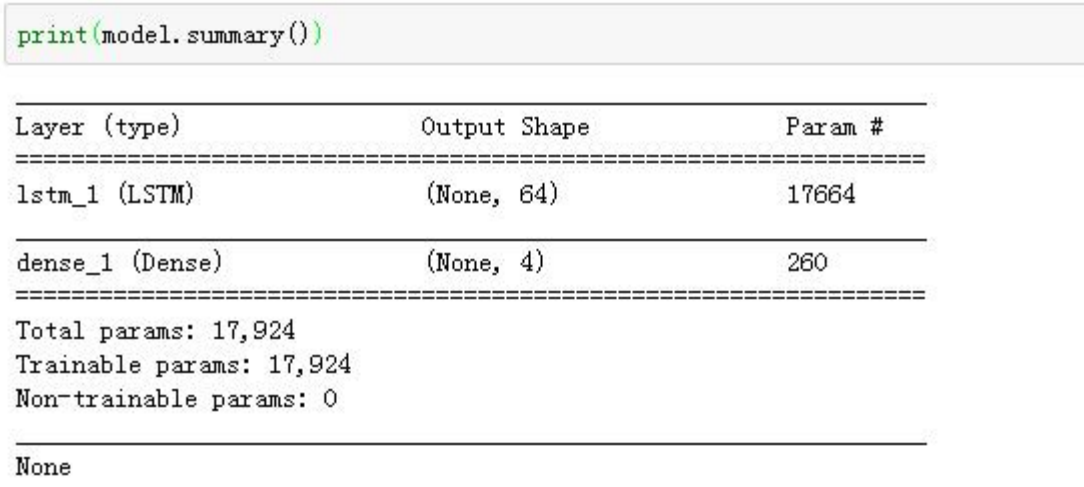 print(model.summary())
Layer (type) Output Shape Param #
=================================================================
lstm_1 (LSTM) (None, 64) 17664
dense_1 (Dense) (None, 4) 260
=================================================================
Total params: 17,924
Trainable params: 17,924
Non-trainable params: 0
None